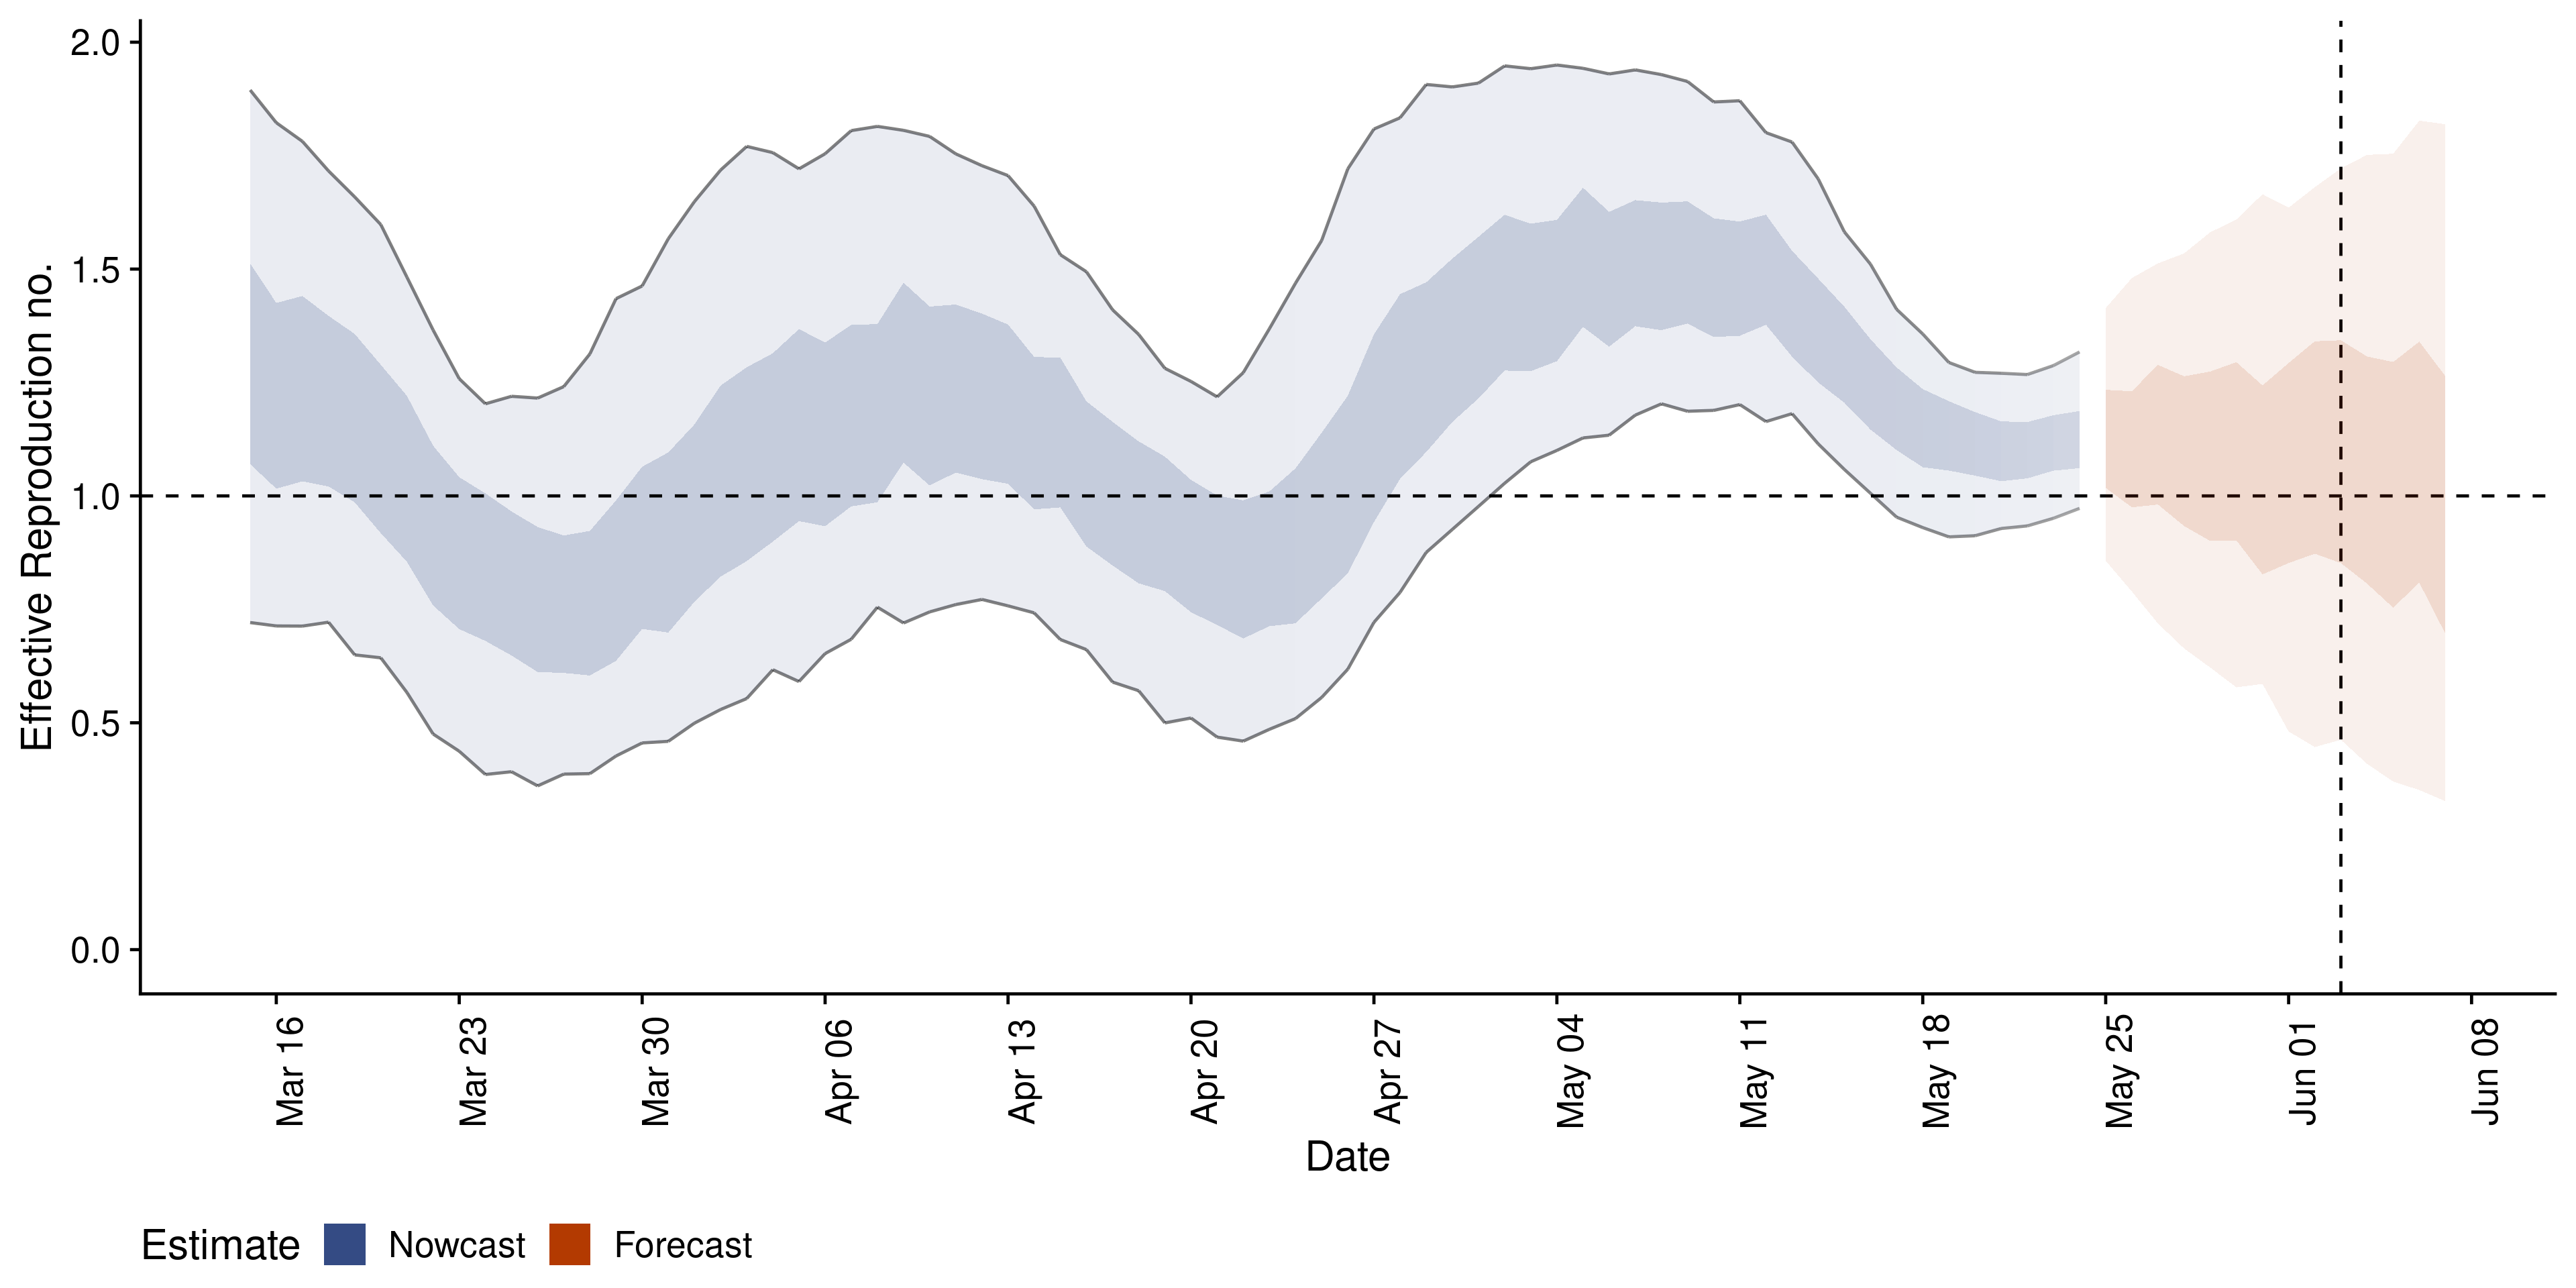 Effective Reproduction no.
2.0
1.5
1.0
0.5
0.0
Mar 16
Mar 23
Mar 30
Apr 06
Apr 13
Apr 20
Apr 27
May 04
May 11
May 18
May 25
Jun 01
Jun 08
Date
Estimate Nowcast Forecast